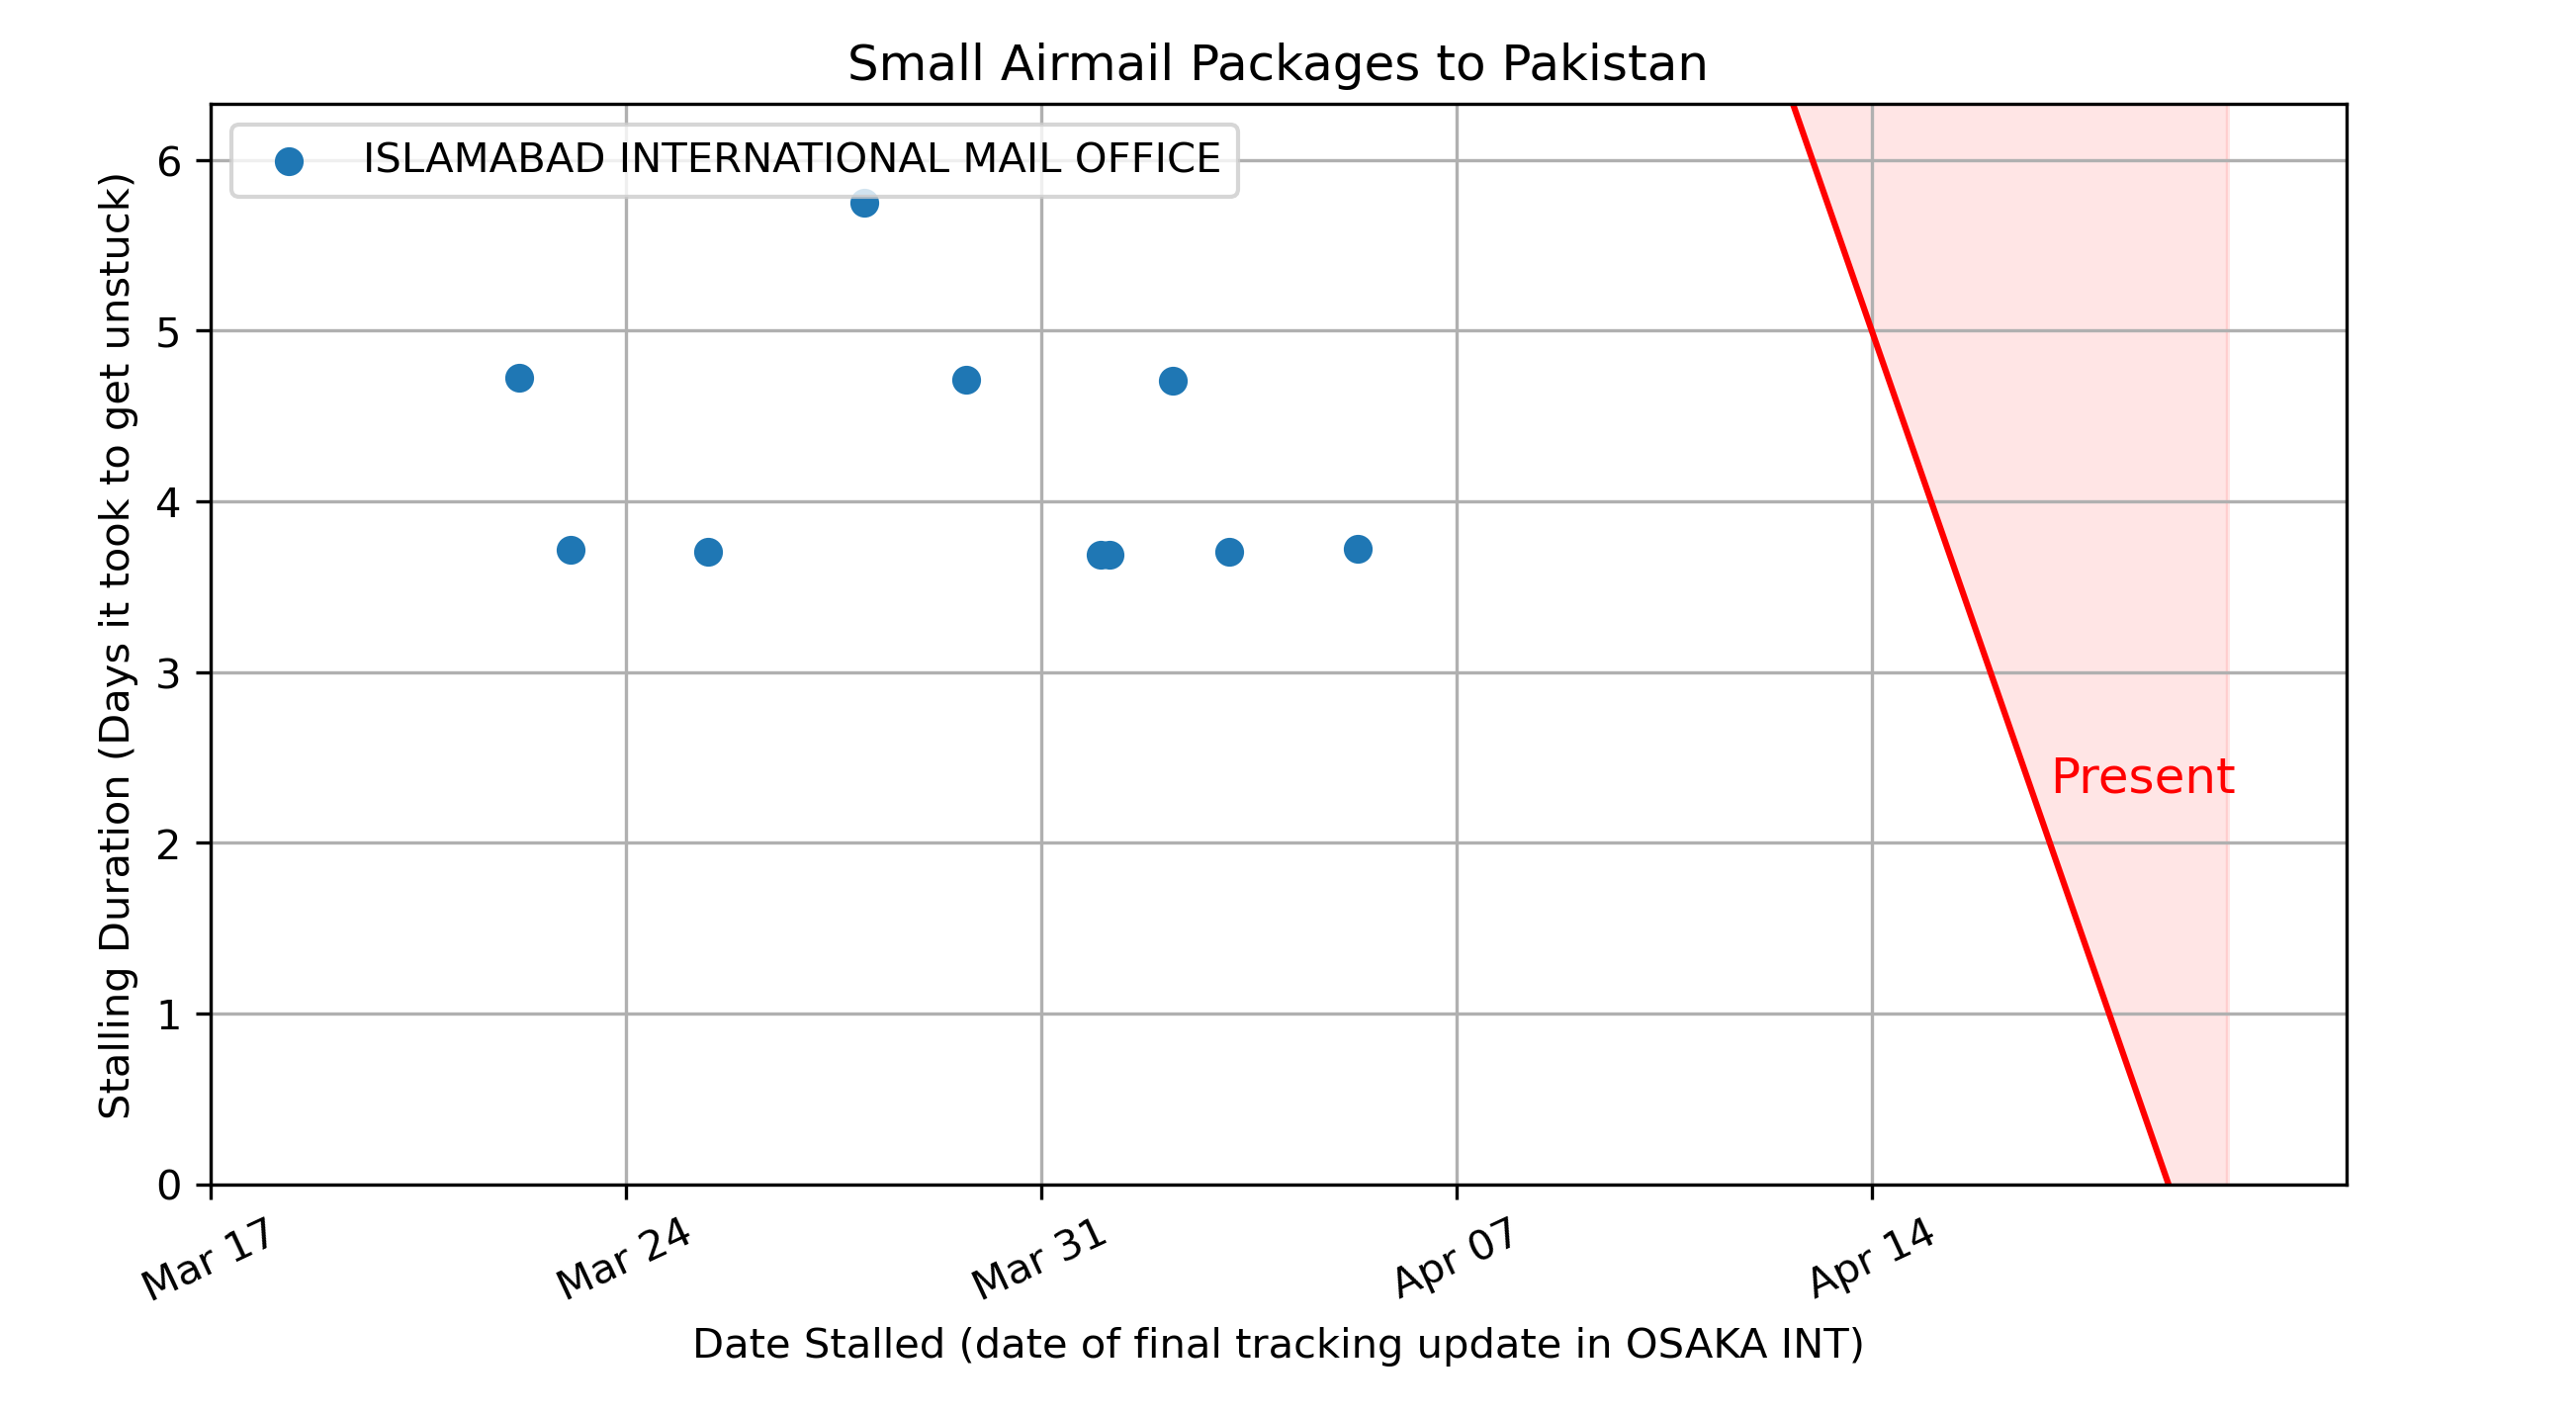 Small Airmail Packages to Pakistan
ISLAMABAD INTERNATIONAL MAIL OFFICE
Stalling Duration (Days it took to get unstuck)
6
5
4
3
2
1
0
Present
Mar 17
Mar 24
Mar 31
Apr 07
Apr 14
Date Stalled (date of final tracking update in OSAKA INT)